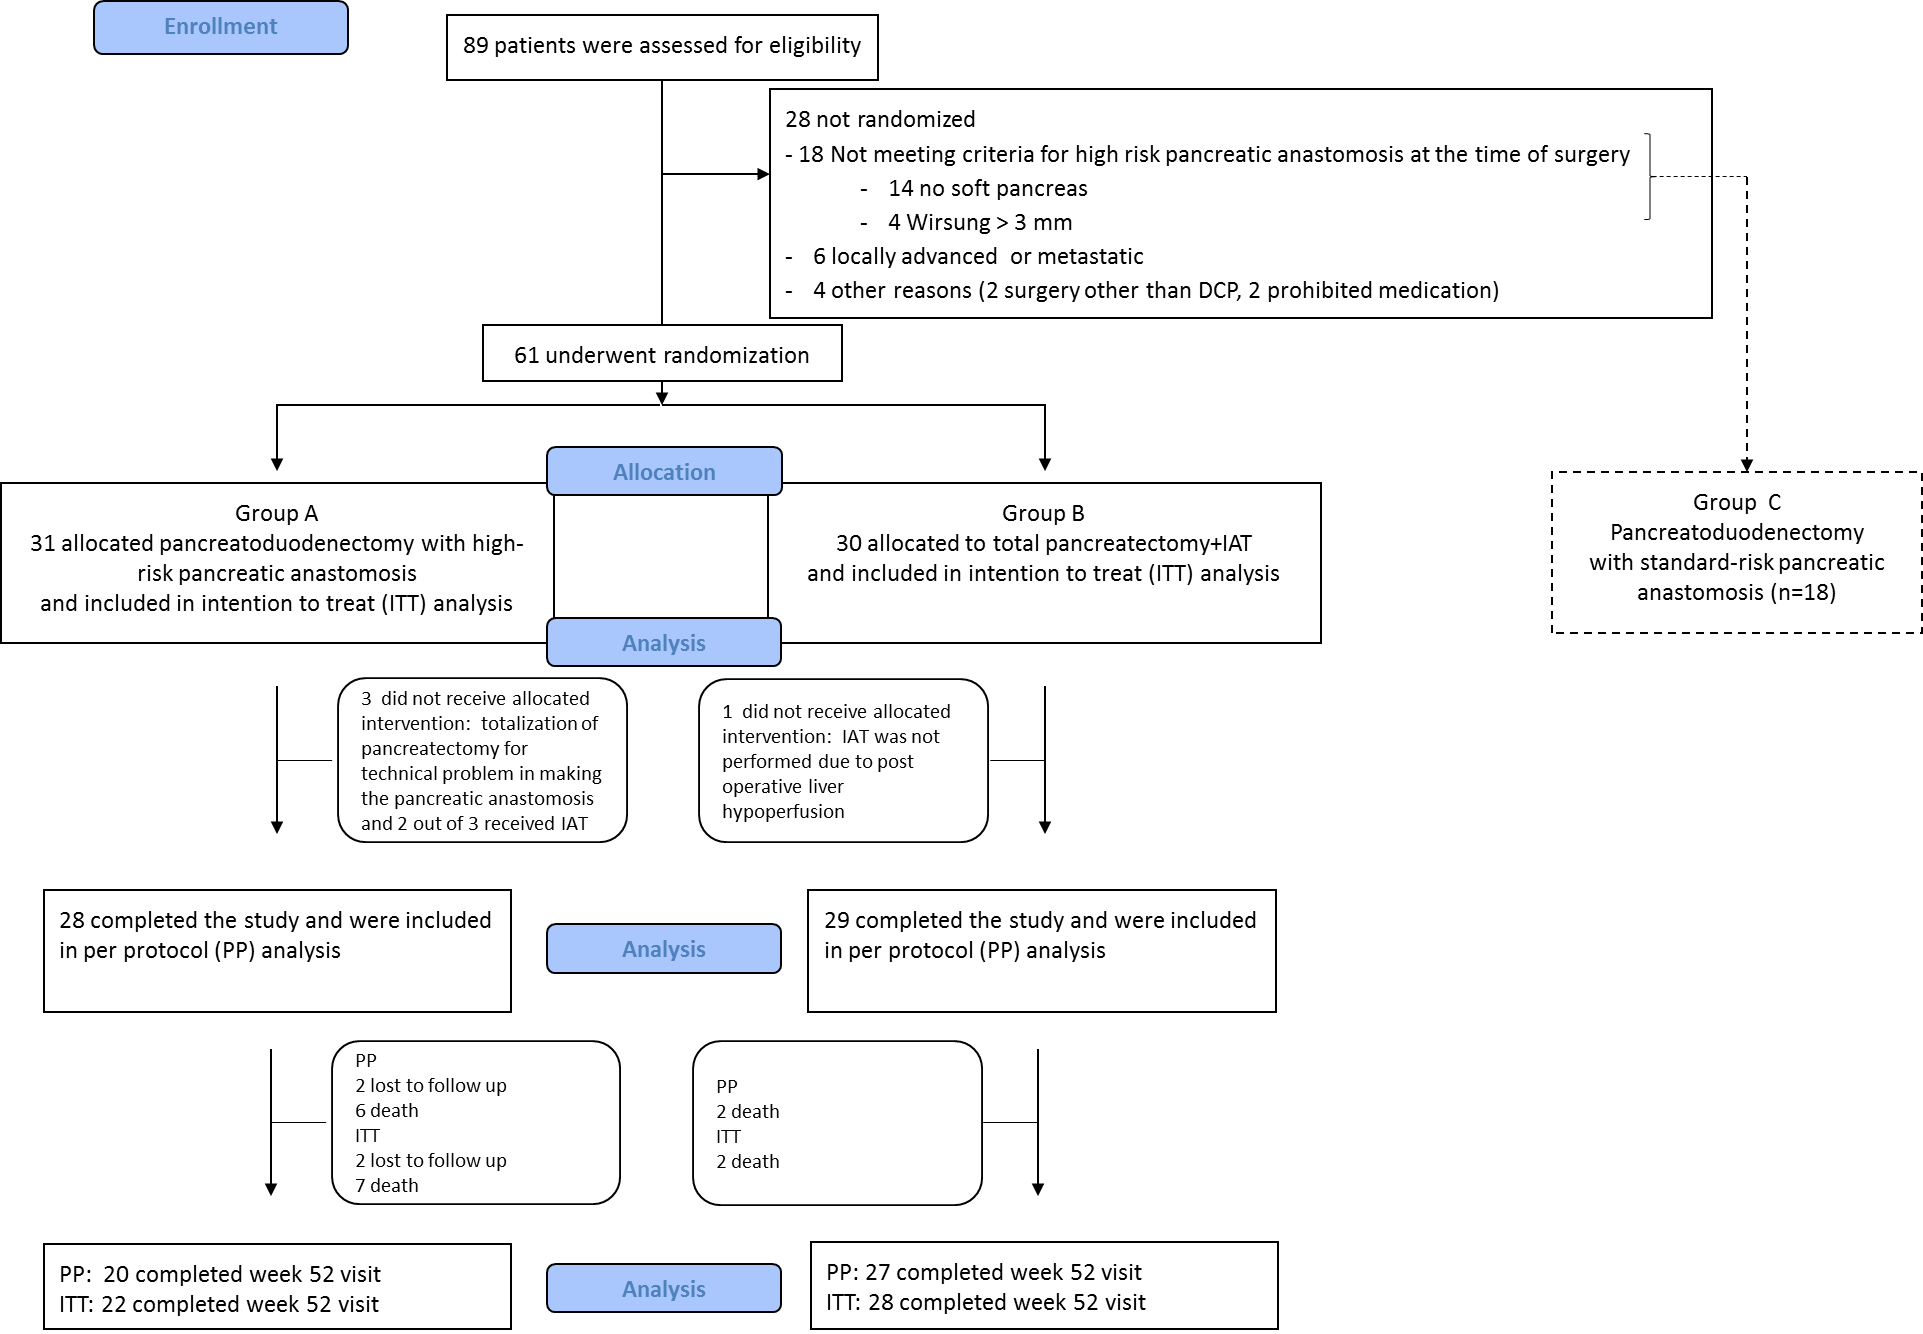 Enrollment
89 patients were assessed for eligibility
28 not randomized
- 18 Not meeting criteria for high risk pancreatic anastomosis at the time of surgery
- 14 no soft pancreas
- 4 Wirsung > 3 mm
- 6 locally advanced or metastatic
- 4 other reasons (2 surgery other than DCP, 2 prohibited medication)
61 underwent randomization
Allocation
Group A
31 allocated pancreatoduodenectomy with high-
risk pancreatic anastomosis
and included in intention to treat (ITT) analysis
Group B
30 allocated to total pancreatectomy+IAT
and included in intention to treat (ITT) analysis
Group C
Pancreatoduodenectomy
with standard-risk pancreatic
anastomosis (n=18)
Analysis
3 did not receive allocated
intervention: totalization of
pancreatectomy for
technical problem in making
the pancreatic anastomosis
and 2 out of 3 received IAT
1 did not receive allocated
intervention: IAT was not
performed due to post
operative liver
hypoperfusion
28 completed the study and were included
in per protocol (PP) analysis
Analysis
29 completed the study and were included
in per protocol (PP) analysis
PP
2 lost to follow up
6 death
ITT
2 lost to follow up
7 death
PP
2 death
ITT
2 death
PP: 20 completed week 52 visit
ITT: 22 completed week 52 visit
Analysis
PP: 27 completed week 52 visit
ITT: 28 completed week 52 visit